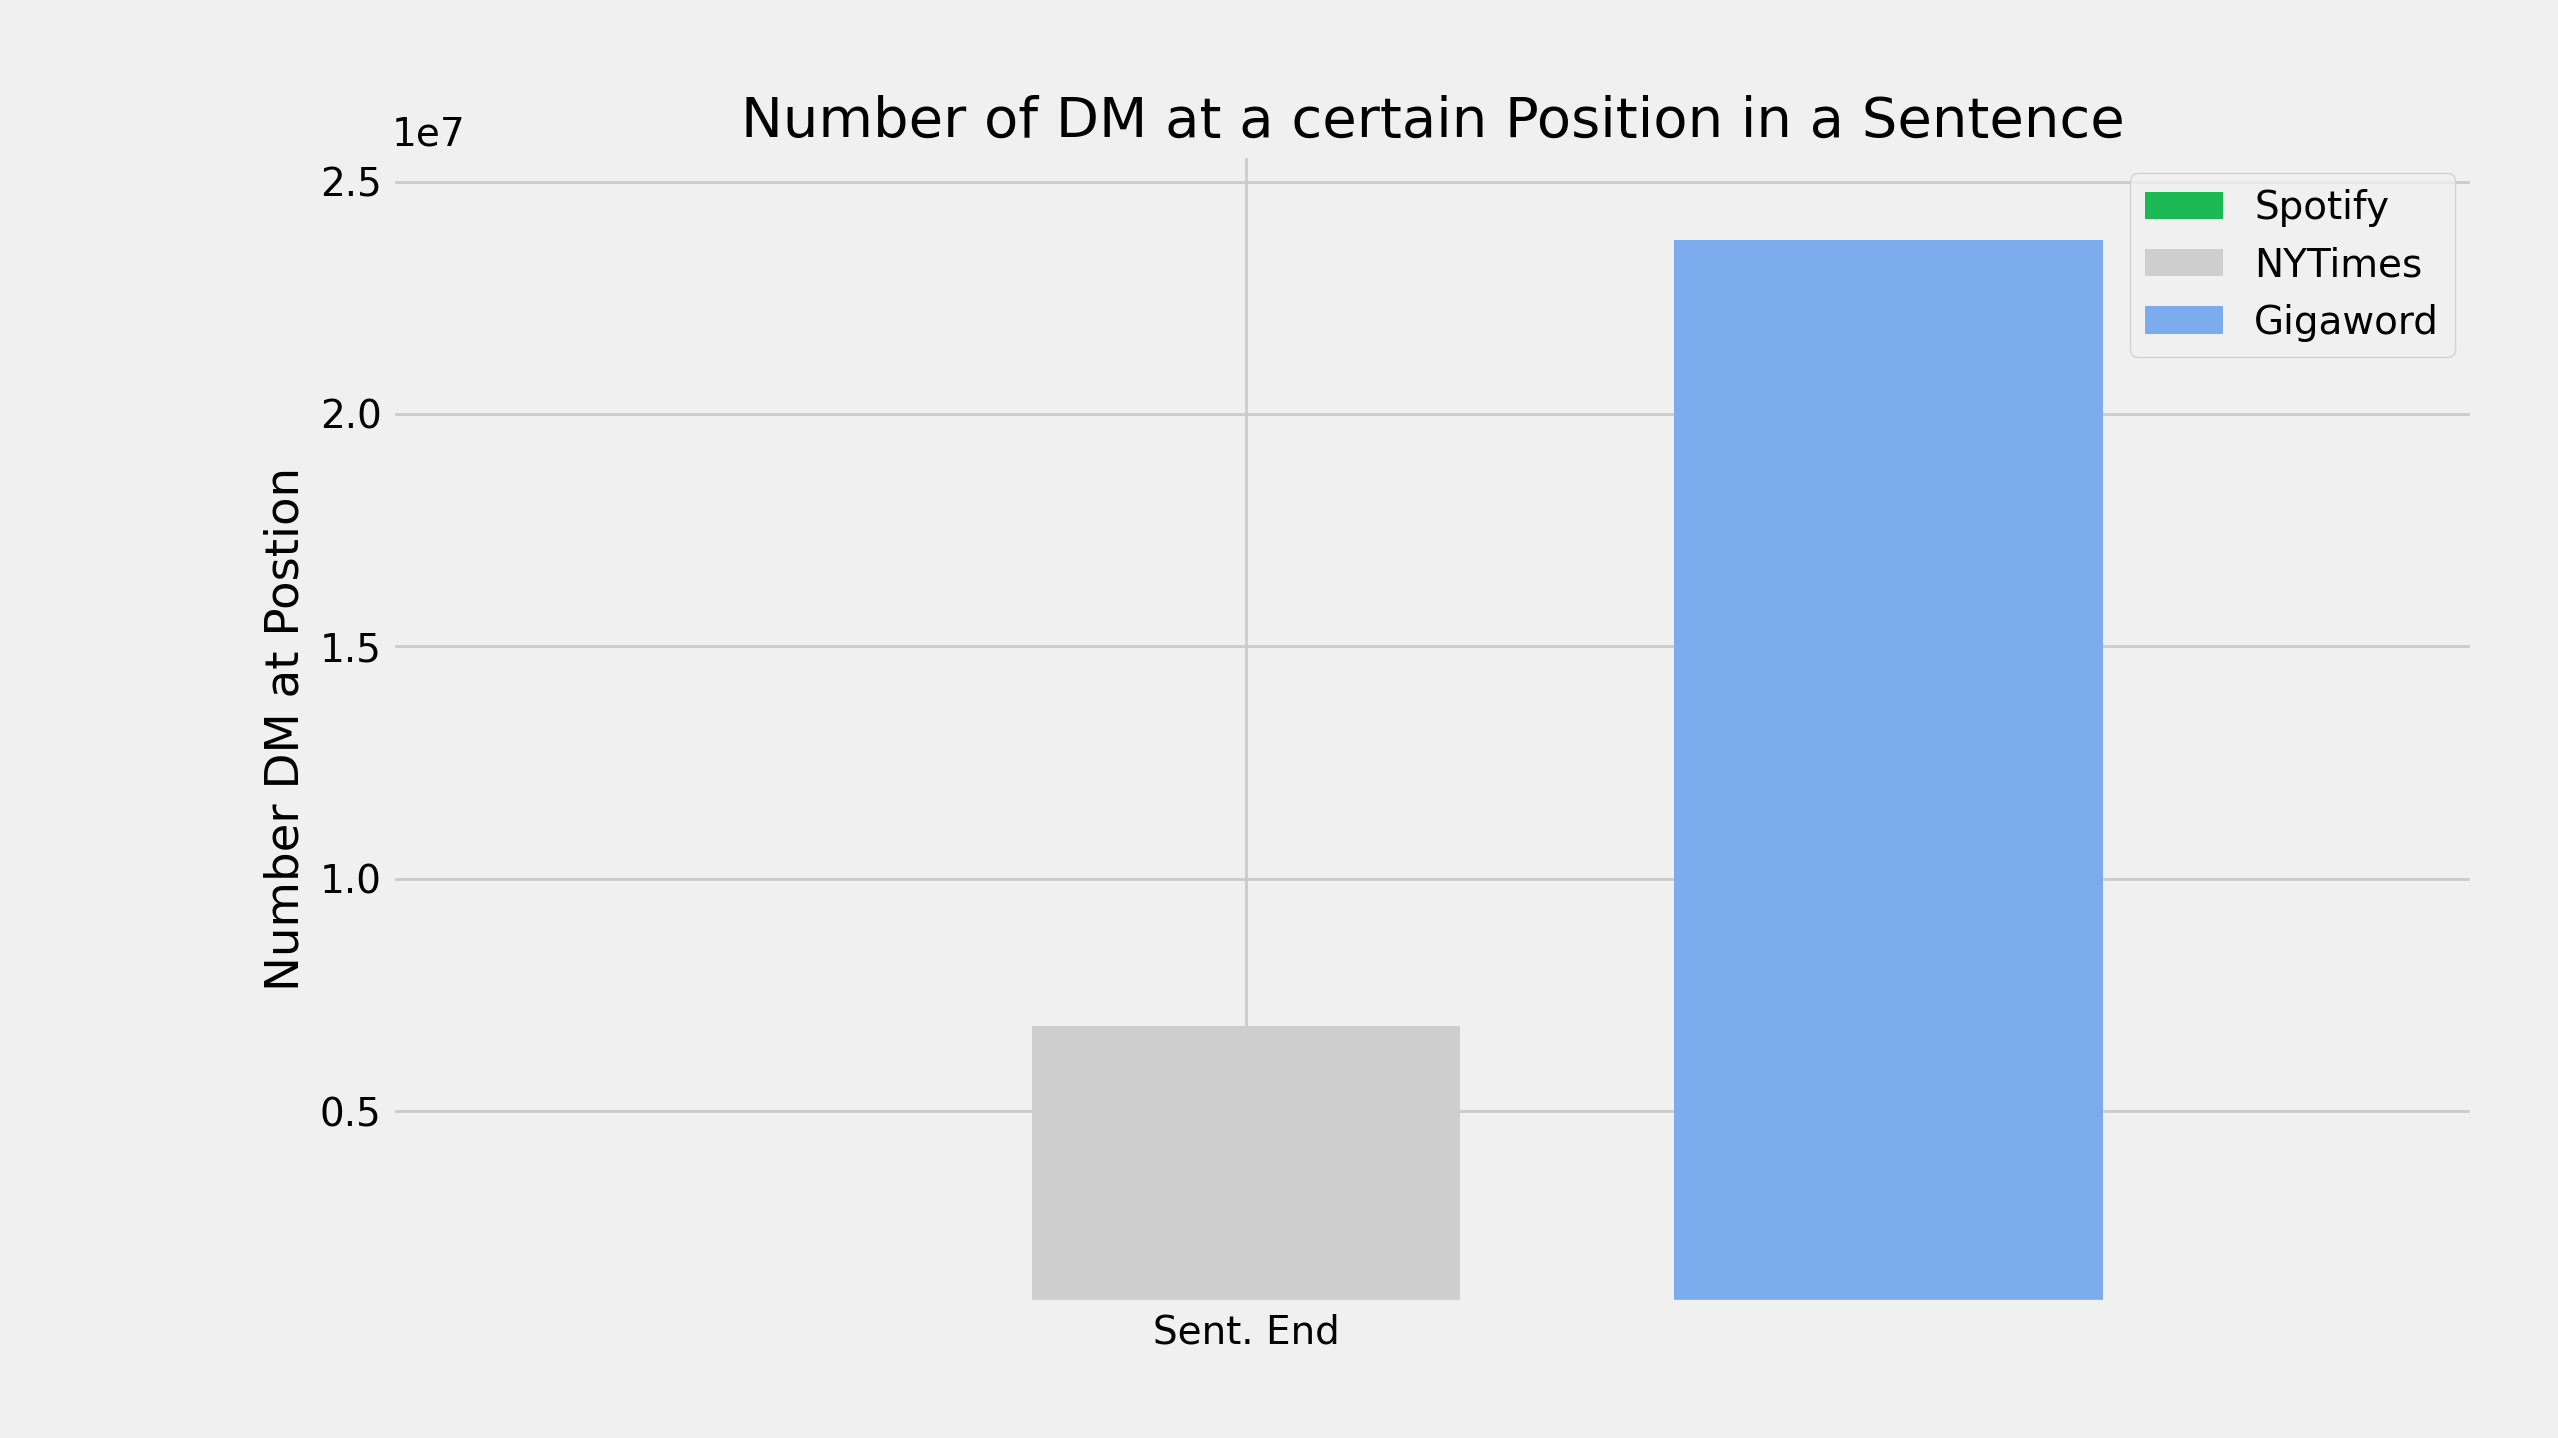 Number of DM at a certain Position in a Sentence
1e7
2.5
2.0
1.5
1.0
0.5
Number DM at Postion
Spotify
NYTimes
Gigaword
Sent. End